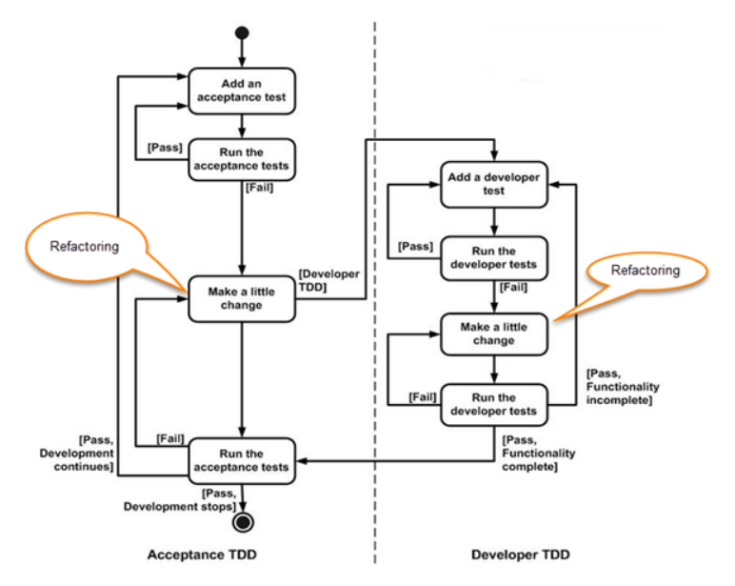 Add an
acceptance test
[Pass]
Run the
acceptance tests
[Fail]
Refactoring
Make a little
change
[Developer
TDD]
[Fail]
[Pass,
Development
continues]
Run the
acceptance tests
[Pass,
Development stops]
Acceptance TDD
Add a developer
test
[Pass]
Run the
developer tests
[Fail]
Refactoring
Make a little
change
[Fail]
Run the
developer tests
[Pass,
Functionality
incomplete]
[Pass,
Functionality
complete]
Developer TDD